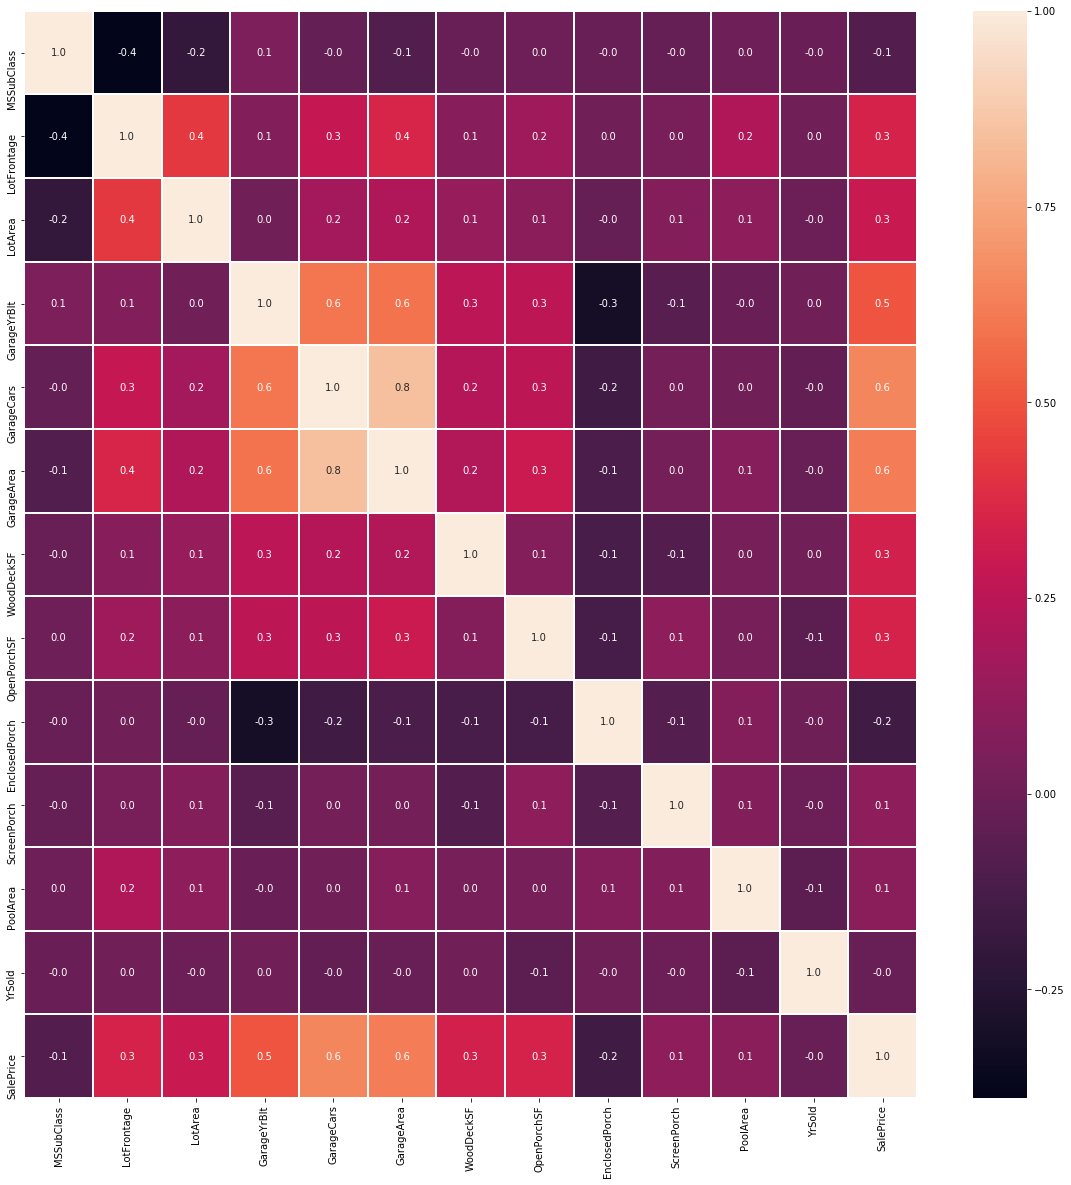 MSSubClass 1.0 -0.4 -0.2 0.1 -0.0 -0.1 -0.0 0.0 -0.0 -0.0 0.0 -0.0 -0.1
LotFrontage -0.4 1.0 0.4 0.1 0.3 0.4 0.1 0.2 0.0 0.0 0.2 0.0 0.3
LotArea -0.2 0.4 1.0 0.0 0.2 0.2 0.1 0.1 -0.0 0.1 0.1 -0.0 0.3
GarageYrBlt 0.1 0.1 0.0 1.0 0.6 0.6 0.3 0.3 -0.3 -0.1 -0.0 0.0 0.5
GarageCars -0.0 0.3 0.2 0.6 1.0 0.8 0.2 0.3 -0.2 0.0 0.0 -0.0 0.6
GarageArea -0.1 0.4 0.2 0.6 0.8 1.0 0.2 0.3 -0.1 0.0 0.1 -0.0 0.6
WoodDeckSF -0.0 0.1 0.1 0.3 0.2 0.2 1.0 0.1 -0.1 -0.1 0.0 0.0 0.3
OpenPorchSF 0.0 0.2 0.1 0.3 0.3 0.3 0.1 1.0 -0.1 0.1 0.0 -0.1 0.3
EnclosedPorch -0.0 0.0 -0.0 -0.3 -0.2 -0.1 -0.1 -0.1 1.0 -0.1 0.1 -0.0 -0.2
ScreenPorch -0.0 0.0 0.1 -0.1 0.0 0.0 -0.1 0.1 -0.1 1.0 0.1 -0.0 0.1
PoolArea 0.0 0.2 0.1 -0.0 0.0 0.1 0.0 0.0 0.1 0.1 1.0 -0.1 0.1
YrSold -0.0 0.0 -0.0 0.0 -0.0 -0.0 0.0 -0.1 -0.0 -0.0 -0.1 1.0 -0.0
SalePrice -0.1 0.3 0.3 0.5 0.6 0.6 0.3 0.3 -0.2 0.1 0.1 -0.0 1.0
MSSubClass LotFrontage LotArea GarageYrBlt GarageCars GarageArea WoodDeckSF OpenPorchSF EnclosedPorch ScreenPorch PoolArea YrSold SalePrice
1.00
0.75
0.50
0.25
0.00
−0.25